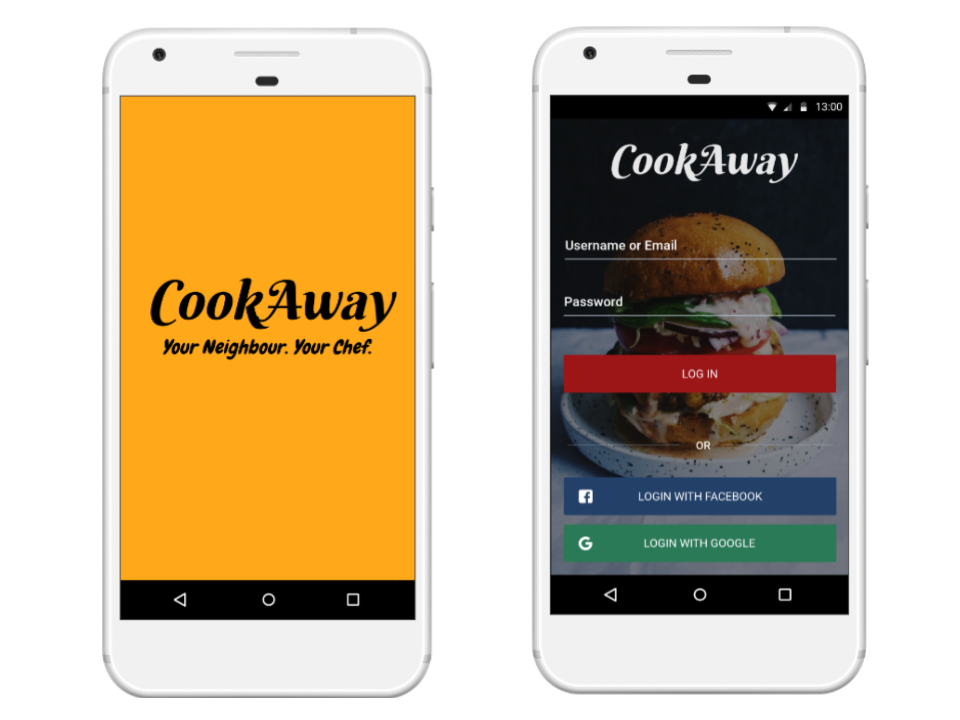 CookAway
Your Neighbour. Your Chef.
13:00
CookAway
Username or Email
Password
LOG IN
OR
LOGIN WITH FACEBOOK
LOGIN WITH GOOGLE